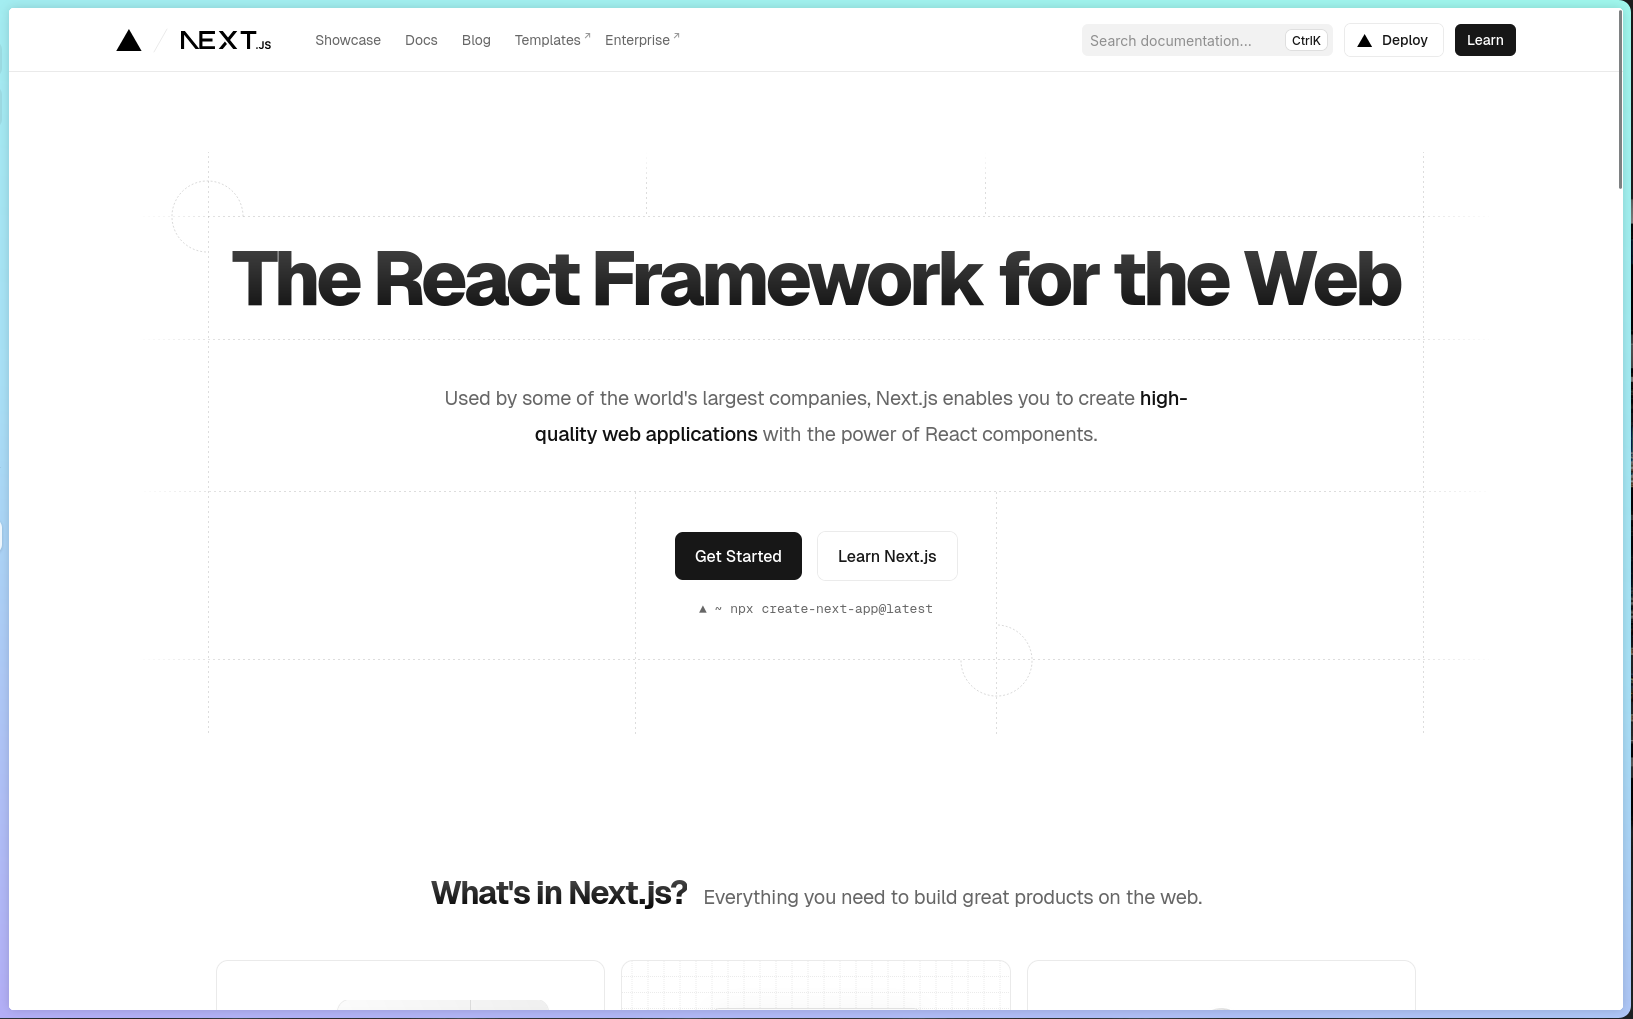 NEXT.JS
Showcase
Docs
Blog
Templates
Enterprise
Search documentation...
CtrlK
Deploy
Learn
The React Framework for the Web
Used by some of the world's largest companies, Next.js enables you to create high-
quality web applications with the power of React components.
Get Started
Learn Next.js
▲ ~ npx create-next-app@latest
What's in Next.js?
Everything you need to build great products on the web.